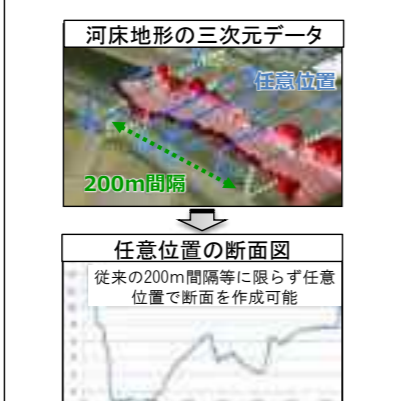 河床地形の三次元データ
任意位置
200m間隔
任意位置の断面図
従来の200m間隔等に限らず任意
位置で断面を作成可能